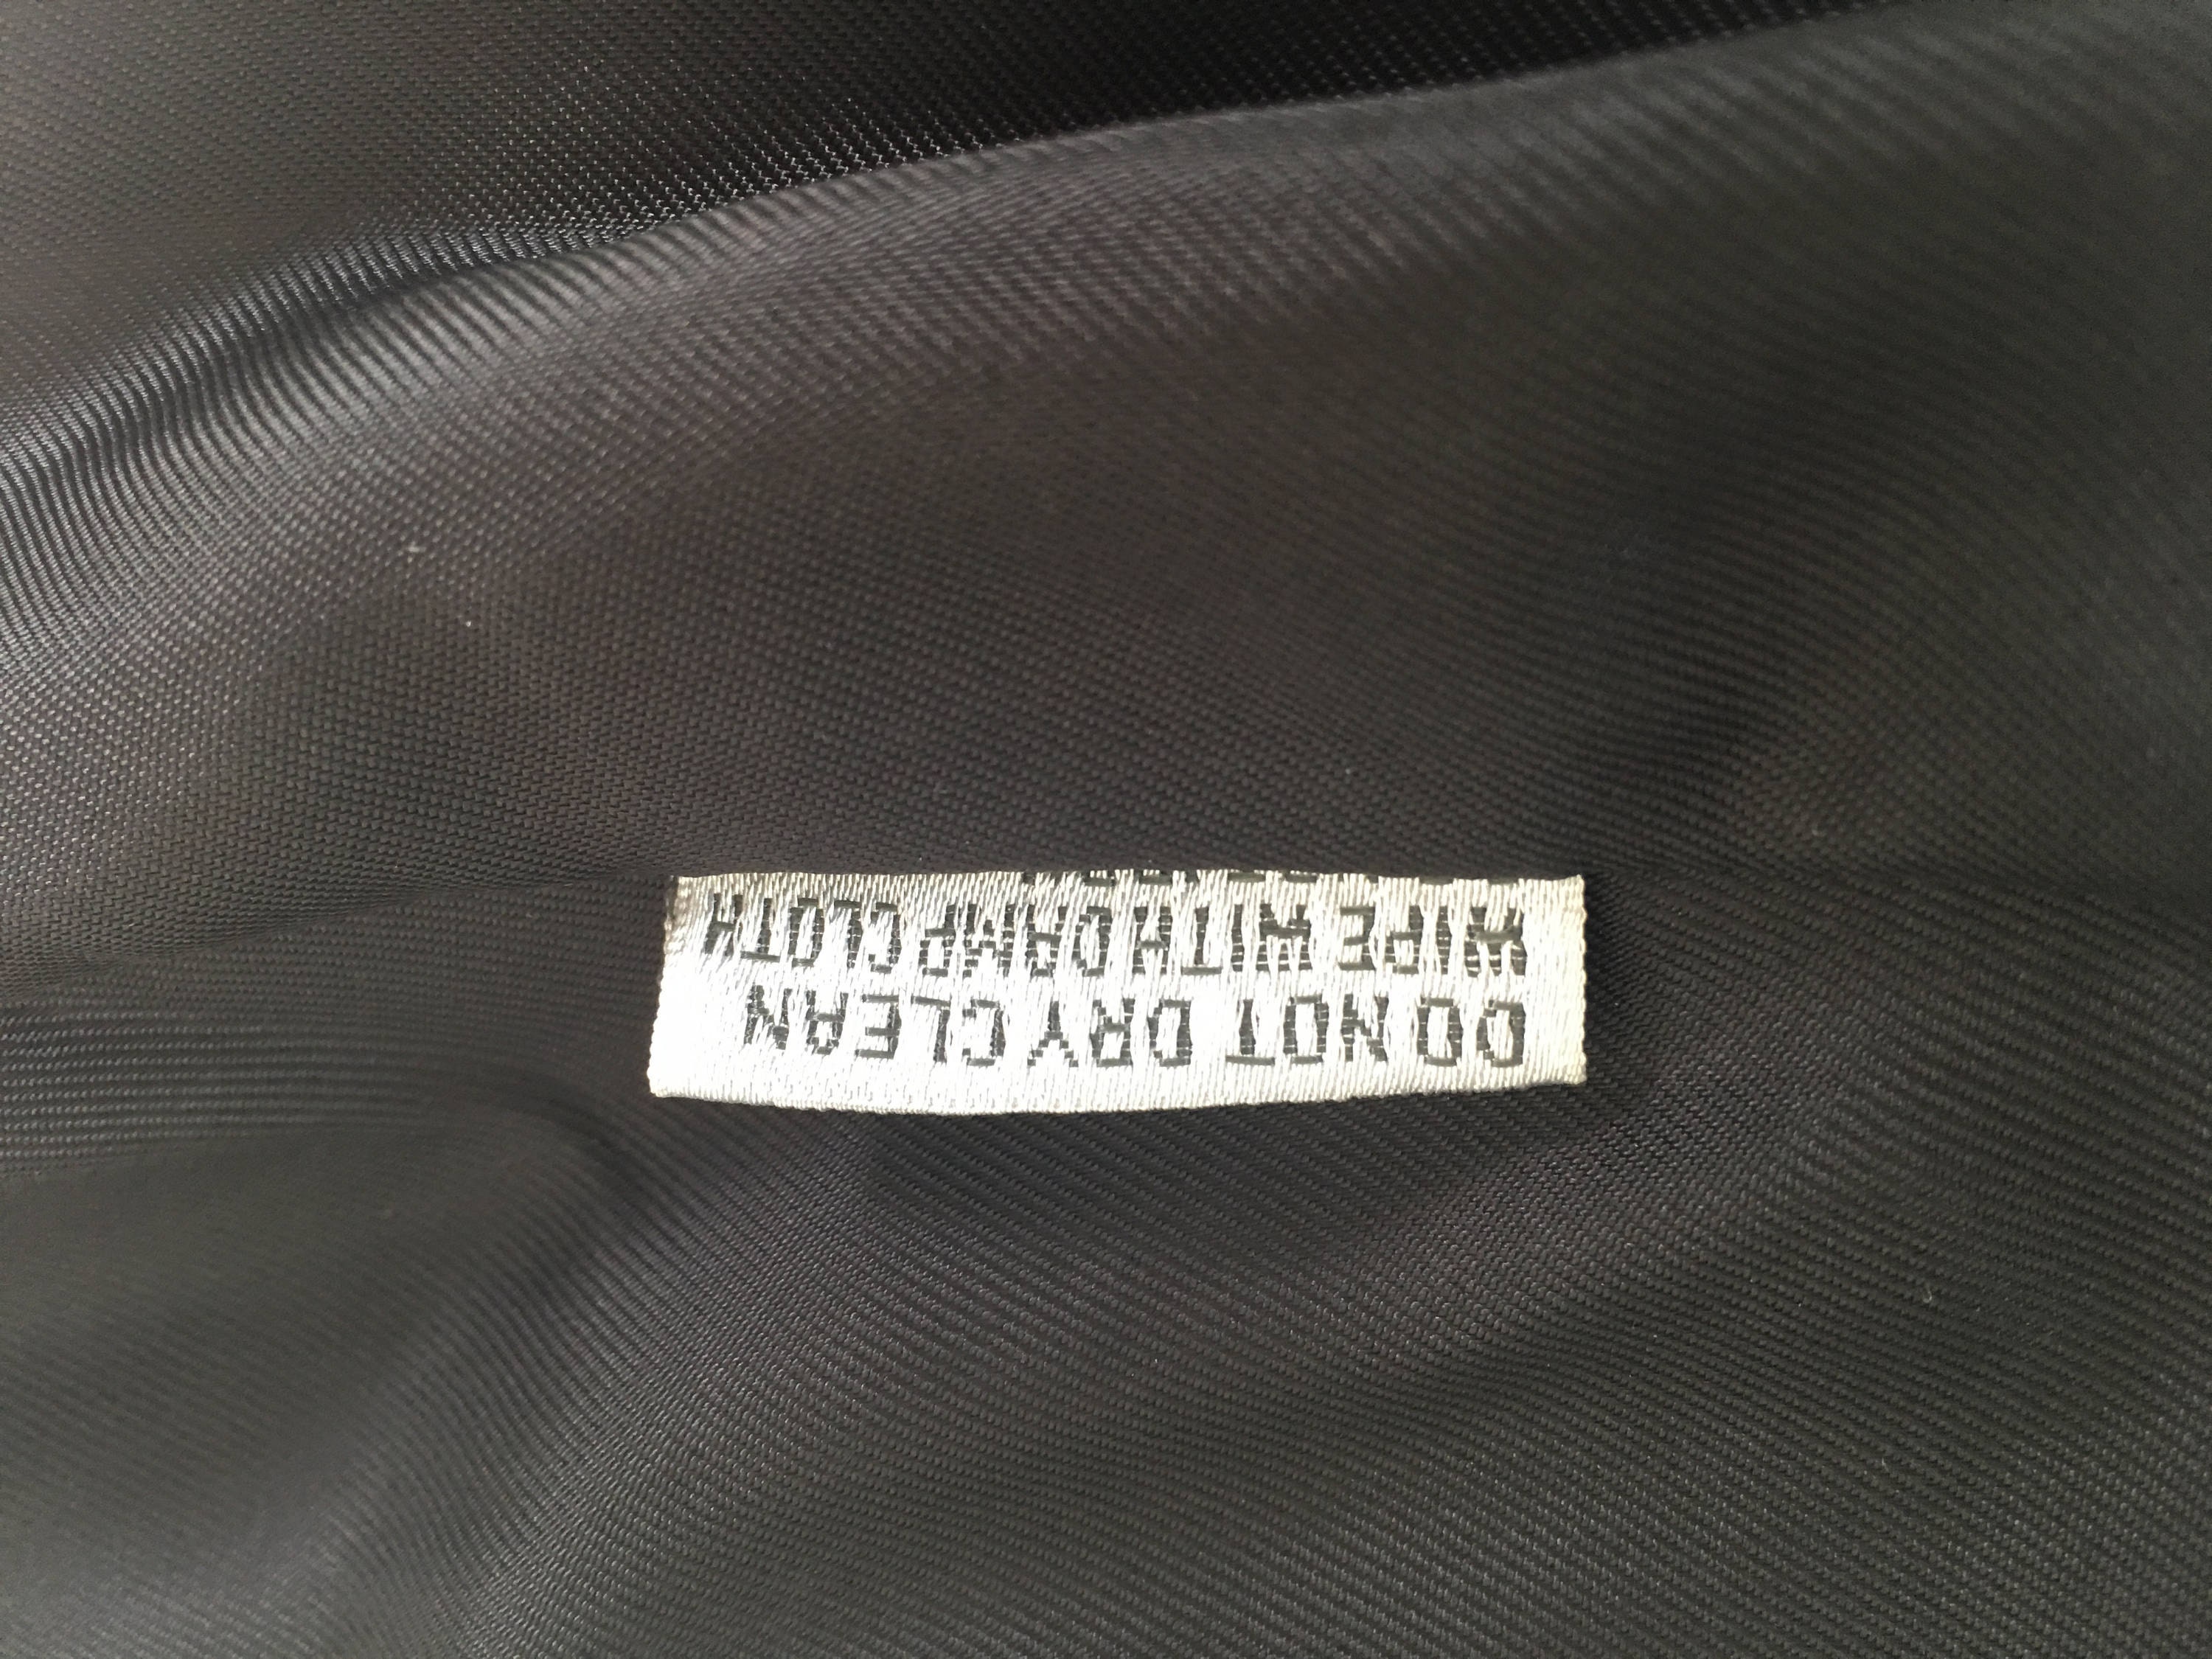 DO NOT DRY CLEAN
WIPE WITH DAMP CLOTH